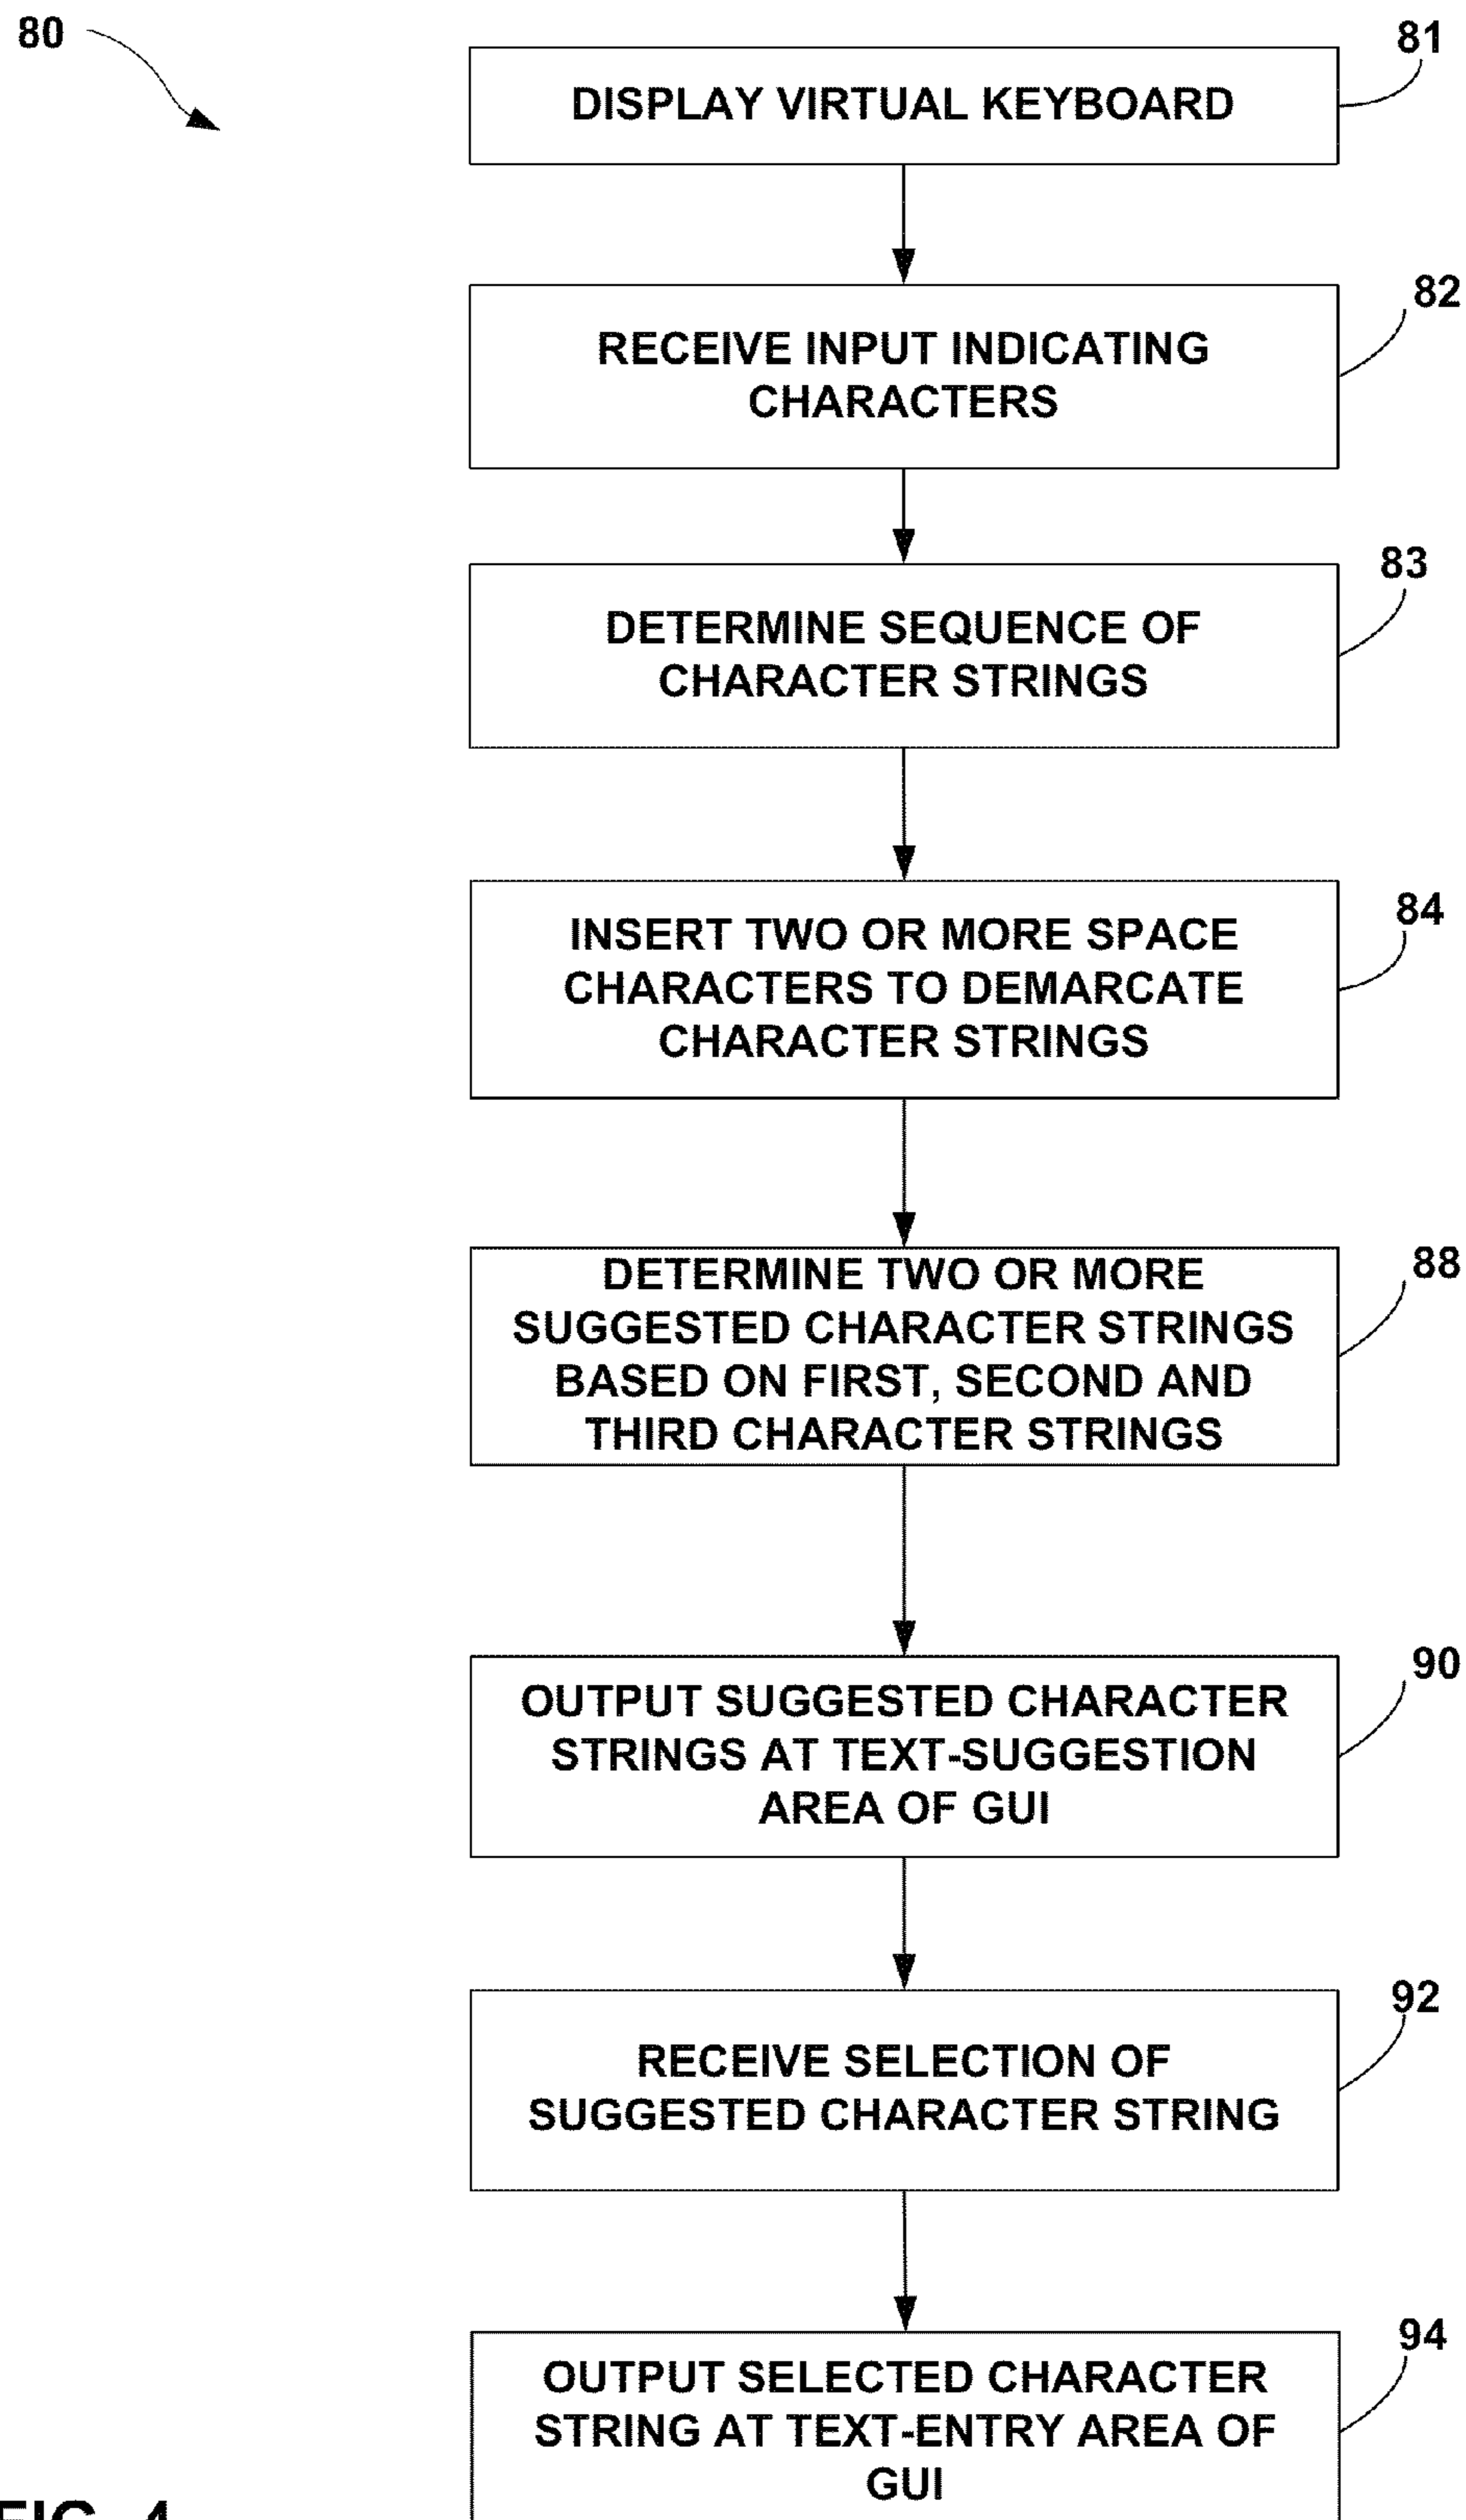 80
81
DISPLAY VIRTUAL KEYBOARD
82
RECEIVE INPUT INDICATING
CHARACTERS
83
DETERMINE SEQUENCE OF
CHARACTER STRINGS
84
INSERT TWO OR MORE SPACE
CHARACTERS TO DEMARCATE
CHARACTER STRINGS
88
DETERMINE TWO OR MORE
SUGGESTED CHARACTER STRINGS
BASED ON FIRST, SECOND AND
THIRD CHARACTER STRINGS
90
OUTPUT SUGGESTED CHARACTER
STRINGS AT TEXT-SUGGESTION
AREA OF GUI
92
RECEIVE SELECTION OF
SUGGESTED CHARACTER STRING
94
OUTPUT SELECTED CHARACTER
STRING AT TEXT-ENTRY AREA OF
GUI
FIG. 4